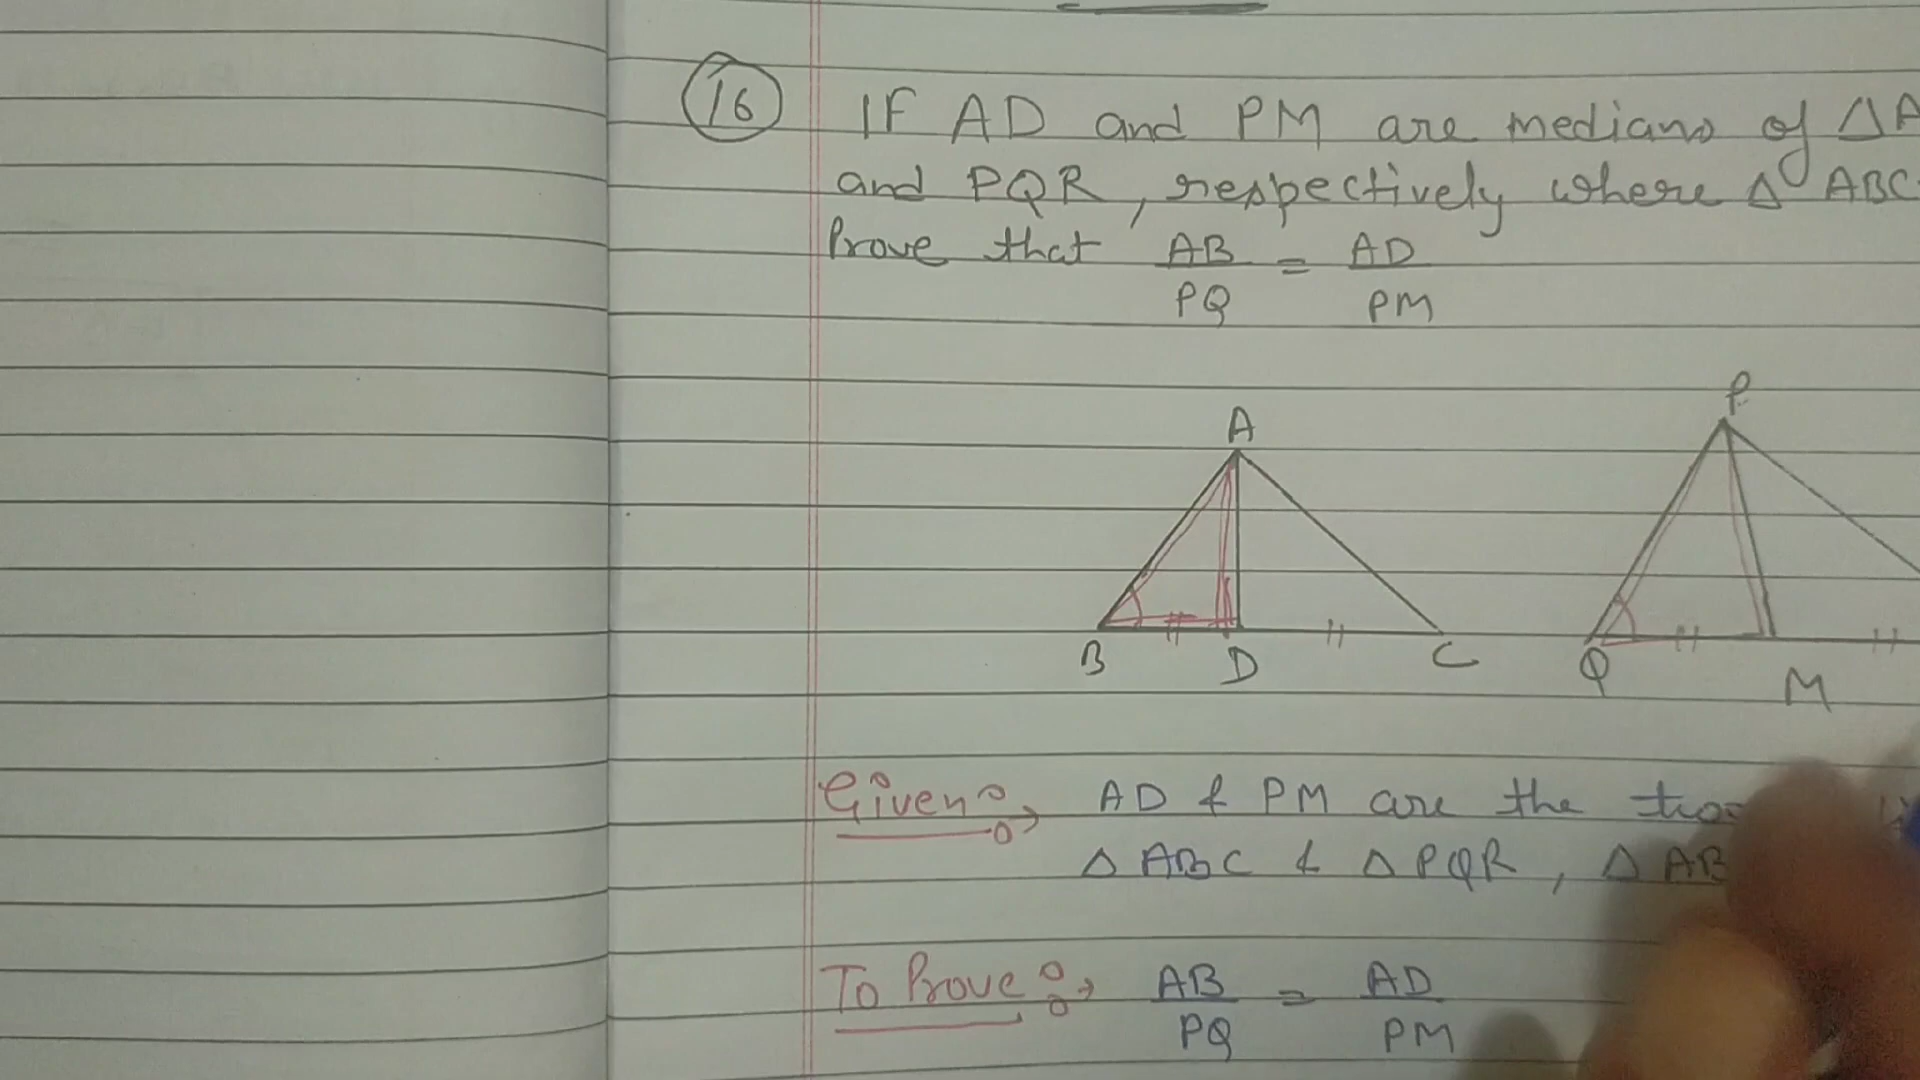 16 IF AD and PM are medians of Δ A
and PQR, respectively where Δ ABC
Prove that AB/PQ = AD/PM
A
P
B D C
Q M
Given:→ AD & PM are the
Δ ABC & Δ PQR, Δ AB
To Prove:→ AB/PQ = AD/PM